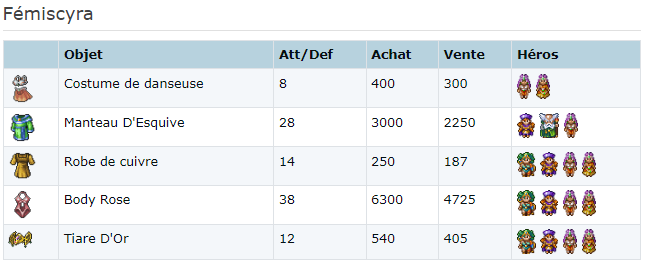 Fémiscyra
Objet Att/Def Achat Vente Héros
Costume de danseuse 8 400 300
Manteau D'Esquive 28 3000 2250
Robe de cuivre 14 250 187
Body Rose 38 6300 4725
Tiare D'Or 12 540 405